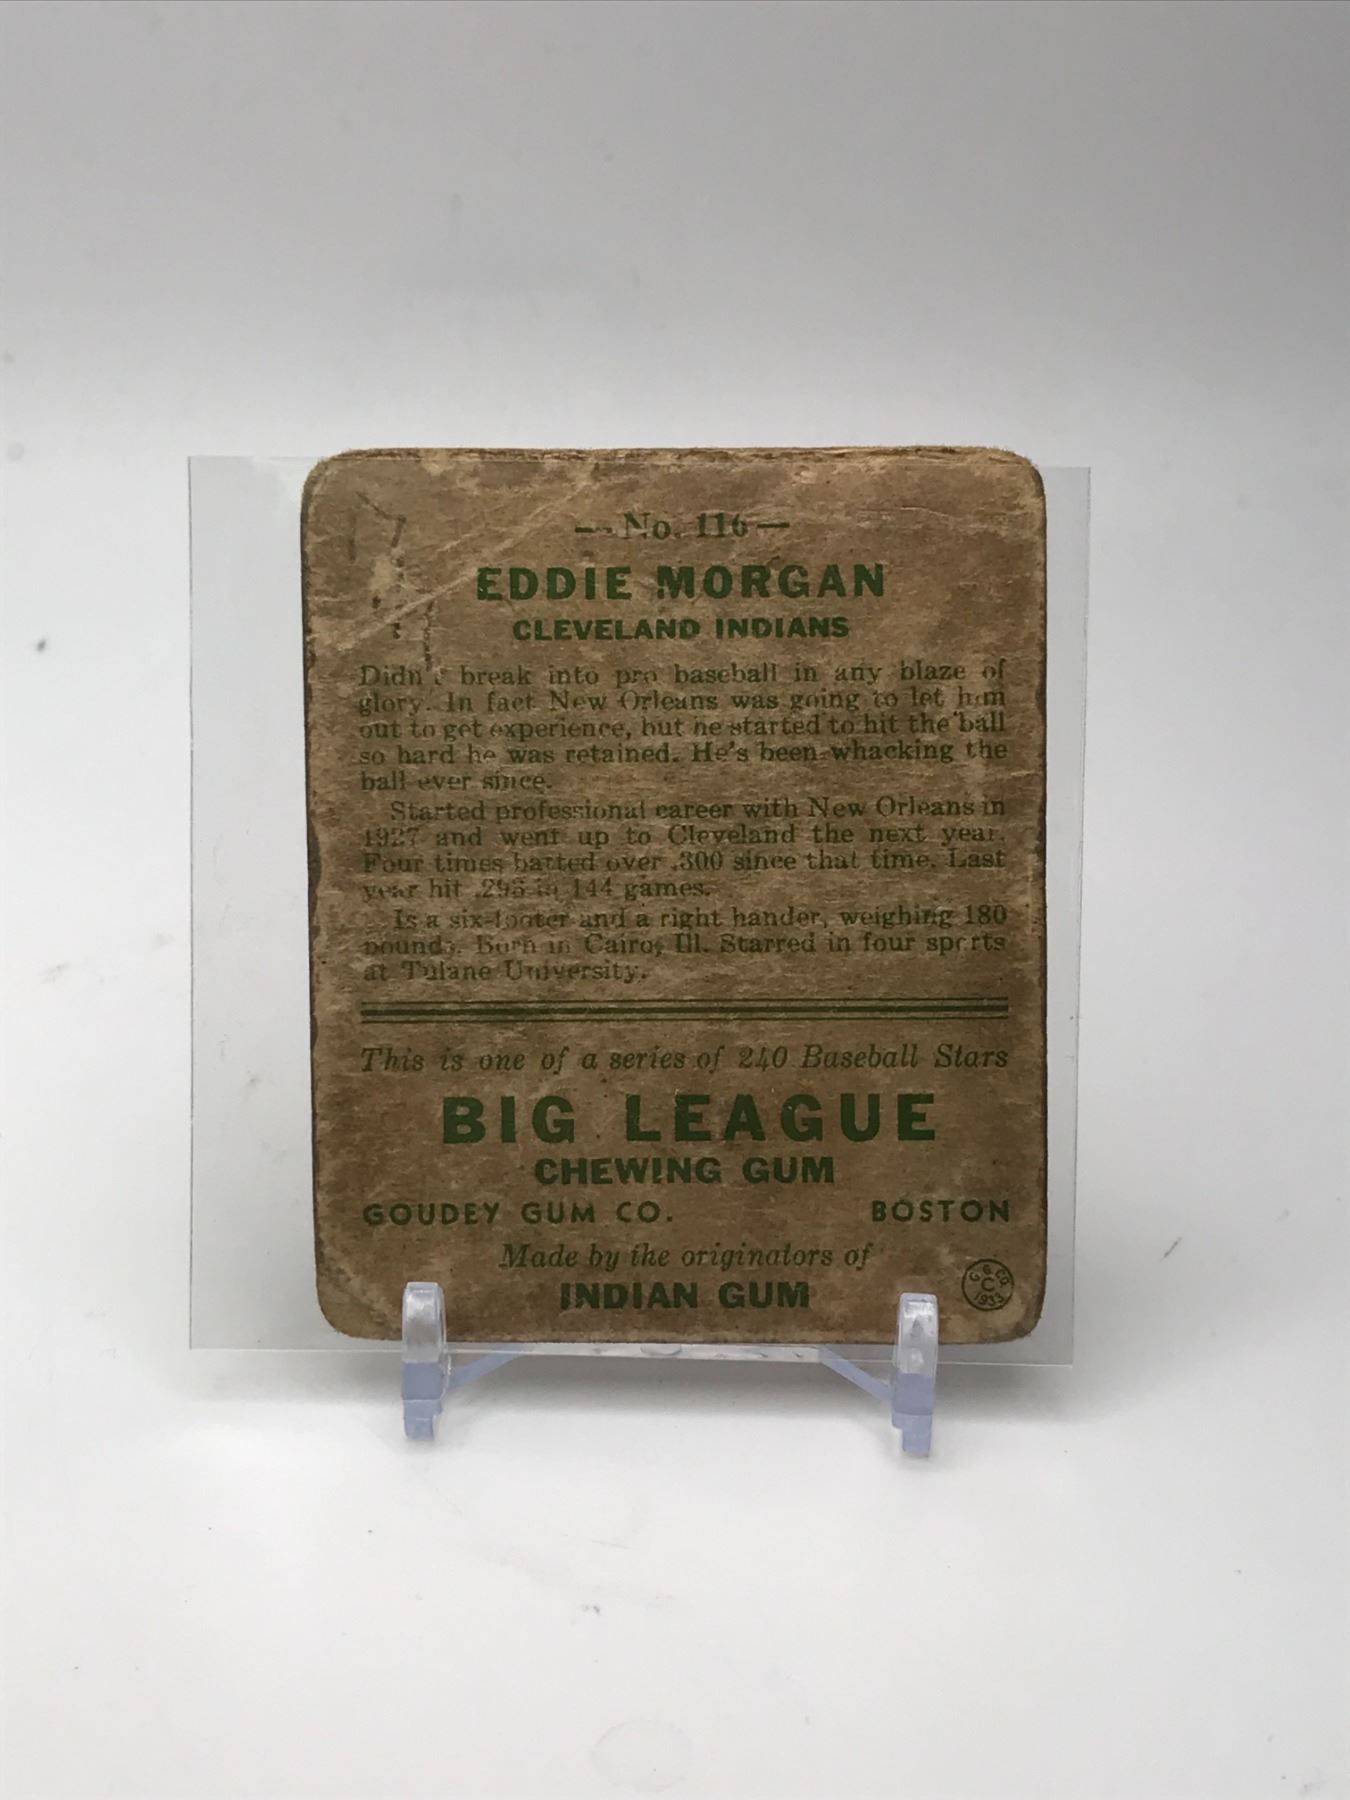 — No. 116 —
EDDIE MORGAN
CLEVELAND INDIANS
Didn't break into pro baseball in any blaze of
glory. In fact New Orleans was going to let him
out to get experience, but he started to hit the ball
so hard he was retained. He's been whacking the
ball ever since.
Started professional career with New Orleans in
1927 and went up to Cleveland the next year.
Four times batted over .300 since that time. Last
year hit .293 in 144 games.
Is a six-footer and a right hander, weighing 180
pounds. Born in Cairo, Ill. Starred in four sports
at Tulane University.
This is one of a series of 240 Baseball Stars
BIG LEAGUE
CHEWING GUM
GOUDEY GUM CO. BOSTON
Made by the originators of
INDIAN GUM
G. G. CO.
C
1933